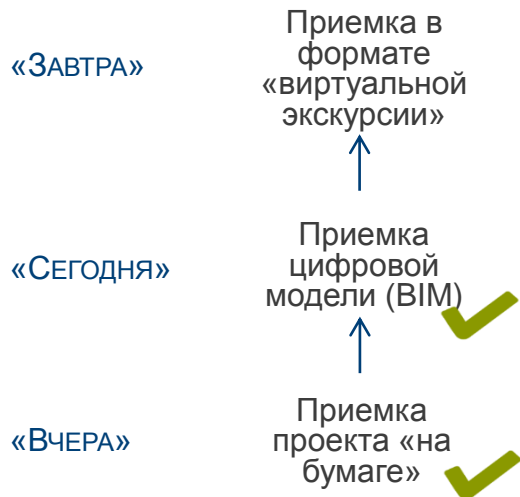 «ЗАВТРА»
Приемка в
формате
«виртуальной
экскурсии»
«СЕГОДНЯ»
Приемка
цифровой
модели (BIM)
«ВЧЕРА»
Приемка
проекта «на
бумаге»